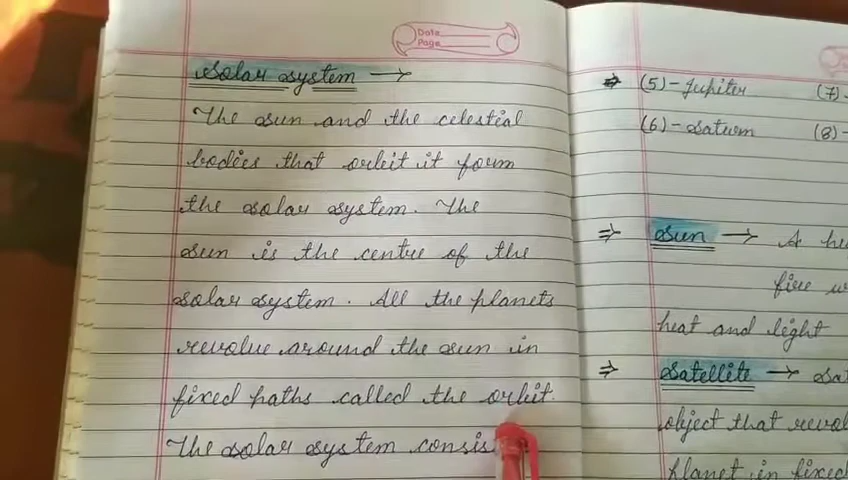 Date
Page
Solar system →
The sun and the celestial
bodies that orbit it form
the solar system. The
sun is the centre of the
solar system. All the planets
revolve around the sun in
fixed paths called the orbit.
The solar system
⇒ (5)-Jupiter (7)-
(6)-saturn (8)-
⇒ sun → A
fire
heat and light
⇒ satellite →
object that
planet in fixed